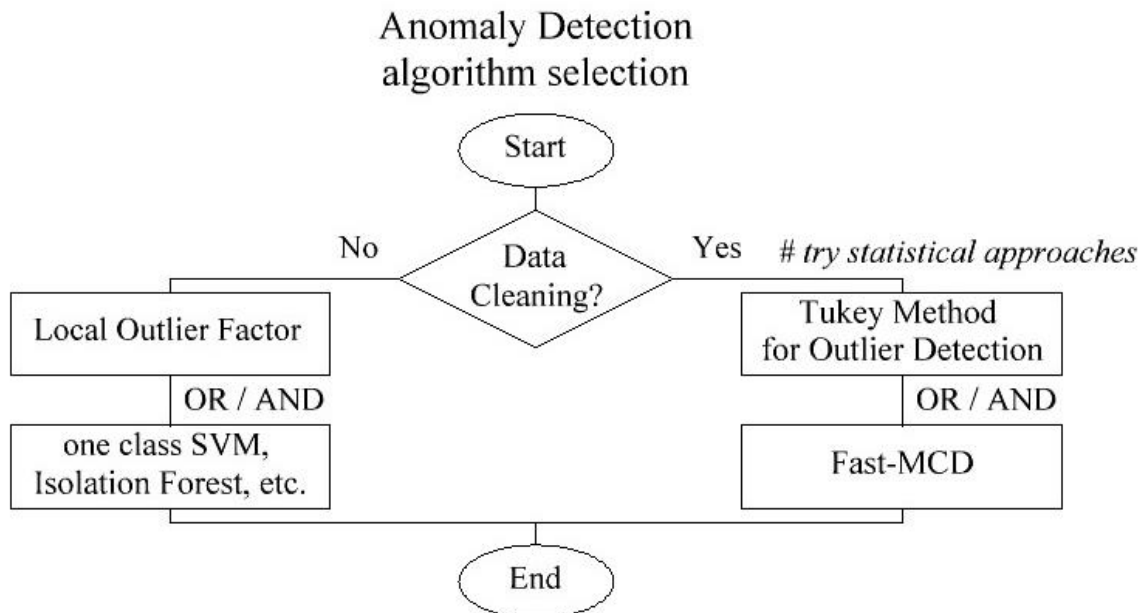 Anomaly Detection
algorithm selection
Start
No
Data
Cleaning?
Yes
# try statistical approaches
Local Outlier Factor
Tukey Method
for Outlier Detection
OR / AND
OR / AND
one class SVM,
Isolation Forest, etc.
Fast-MCD
End